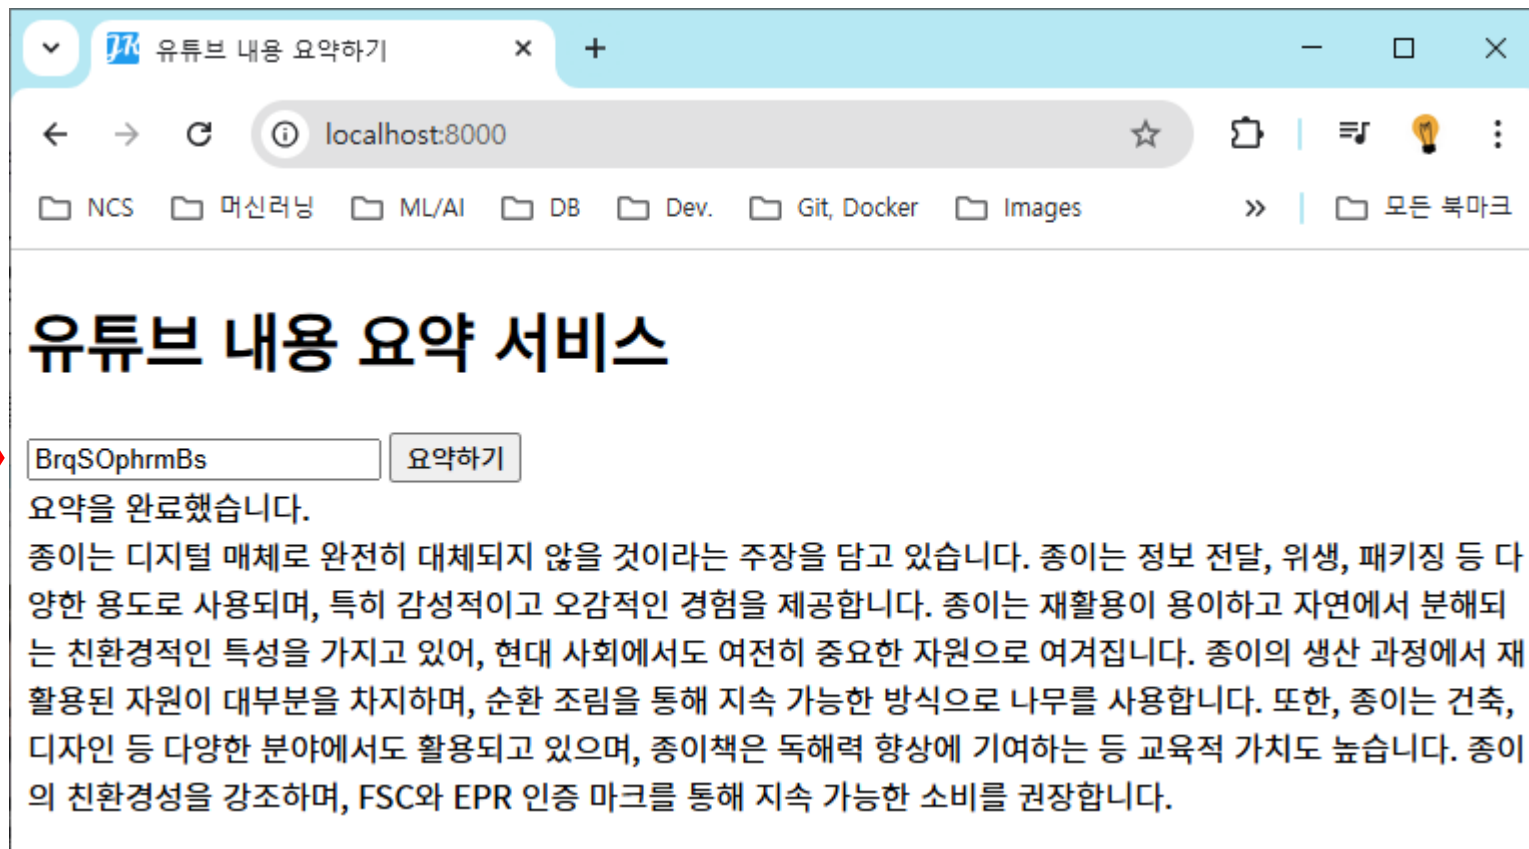 JK 유튜브 내용 요약하기
localhost:8000
NCS 머신러닝 ML/AI DB Dev. Git, Docker Images 모든 북마크
유튜브 내용 요약 서비스
BrqSOphrmBs 요약하기
요약을 완료했습니다.
종이는 디지털 매체로 완전히 대체되지 않을 것이라는 주장을 담고 있습니다. 종이는 정보 전달, 위생, 패키징 등 다
양한 용도로 사용되며, 특히 감성적이고 오감적인 경험을 제공합니다. 종이는 재활용이 용이하고 자연에서 분해되
는 친환경적인 특성을 가지고 있어, 현대 사회에서도 여전히 중요한 자원으로 여겨집니다. 종이의 생산 과정에서 재
활용된 자원이 대부분을 차지하며, 순환 조림을 통해 지속 가능한 방식으로 나무를 사용합니다. 또한, 종이는 건축,
디자인 등 다양한 분야에서도 활용되고 있으며, 종이책은 독해력 향상에 기여하는 등 교육적 가치도 높습니다. 종이
의 친환경성을 강조하며, FSC와 EPR 인증 마크를 통해 지속 가능한 소비를 권장합니다.